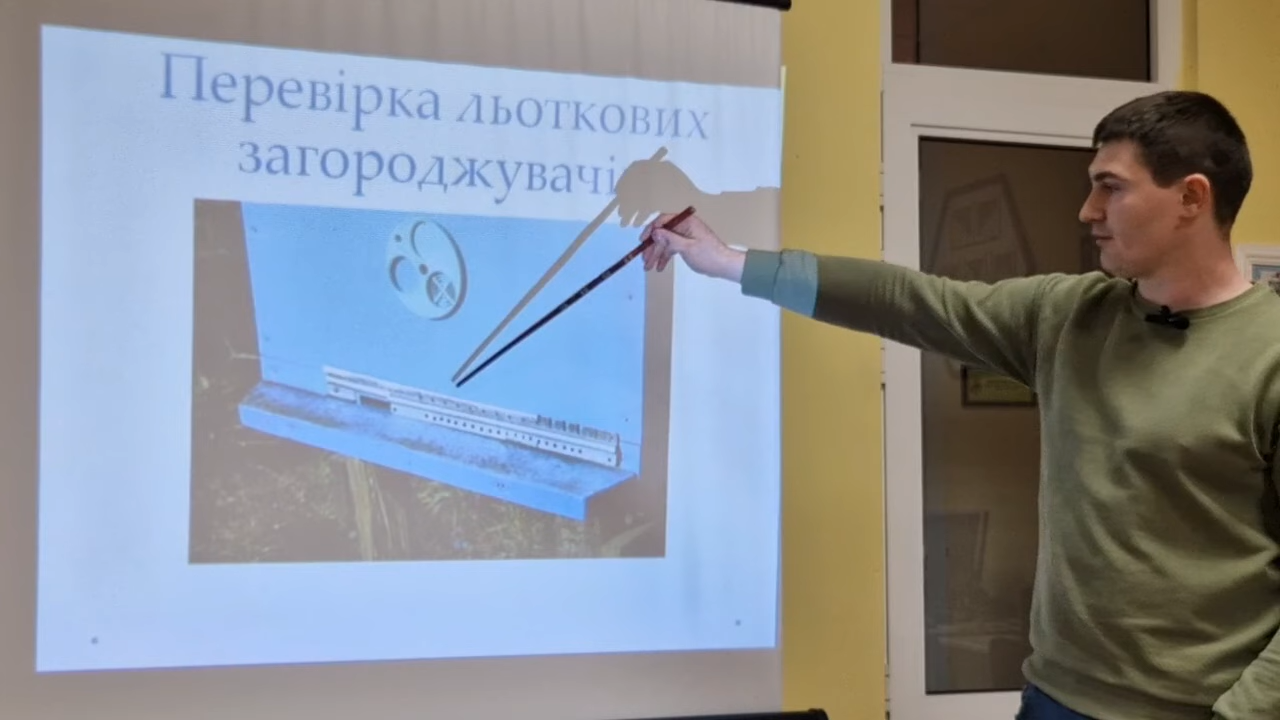 Перевірка льоткових
загороджувачі